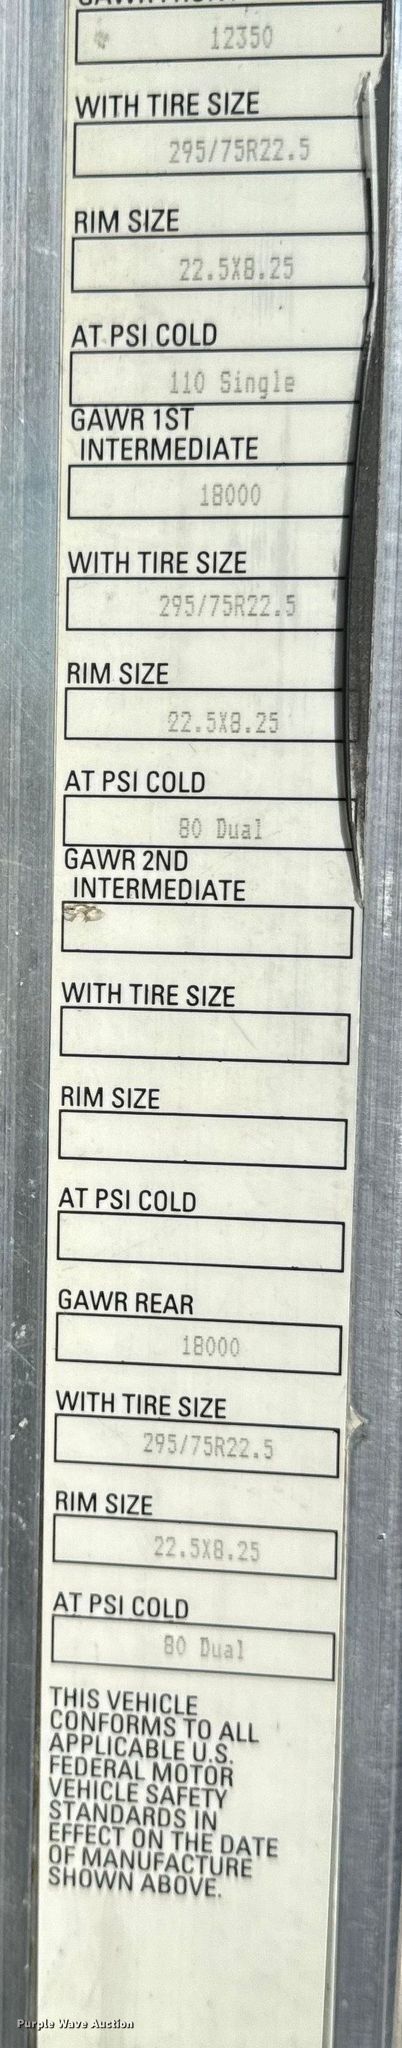 GAWR FRONT
12350
WITH TIRE SIZE
295/75R22.5
RIM SIZE
22.5X8.25
AT PSI COLD
110 Single
GAWR 1ST
INTERMEDIATE
18000
WITH TIRE SIZE
295/75R22.5
RIM SIZE
22.5X8.25
AT PSI COLD
80 Dual
GAWR 2ND
INTERMEDIATE
WITH TIRE SIZE
RIM SIZE
AT PSI COLD
GAWR REAR
18000
WITH TIRE SIZE
295/75R22.5
RIM SIZE
22.5X8.25
AT PSI COLD
80 Dual
THIS VEHICLE
CONFORMS TO ALL
APPLICABLE U.S.
FEDERAL MOTOR
VEHICLE SAFETY
STANDARDS IN
EFFECT ON THE DATE
OF MANUFACTURE
SHOWN ABOVE.
Purple Wave Auction